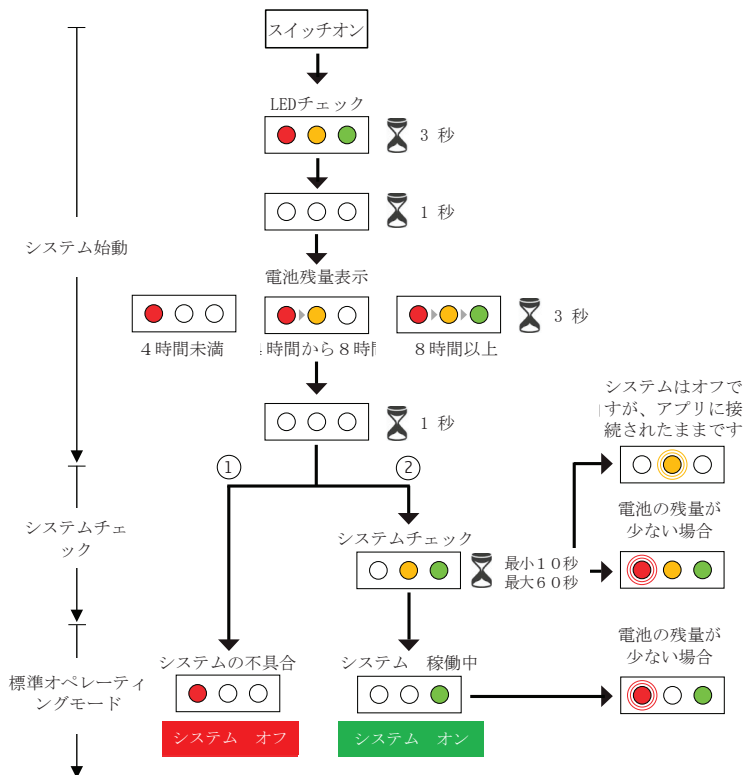 スイッチオン
LEDチェック
3 秒
1 秒
システム始動
電池残量表示
3 秒
4時間未満
4時間から8時間
8時間以上
1 秒
システムはオフで
すが、アプリに接
続されたままです
①
②
電池の残量が
少ない場合
システムチェ
ック
システムチェック
最小10秒
最大60秒
電池の残量が
少ない場合
標準オペレーティ
ングモード
システムの不具合
システム 稼働中
システム オフ
システム オン